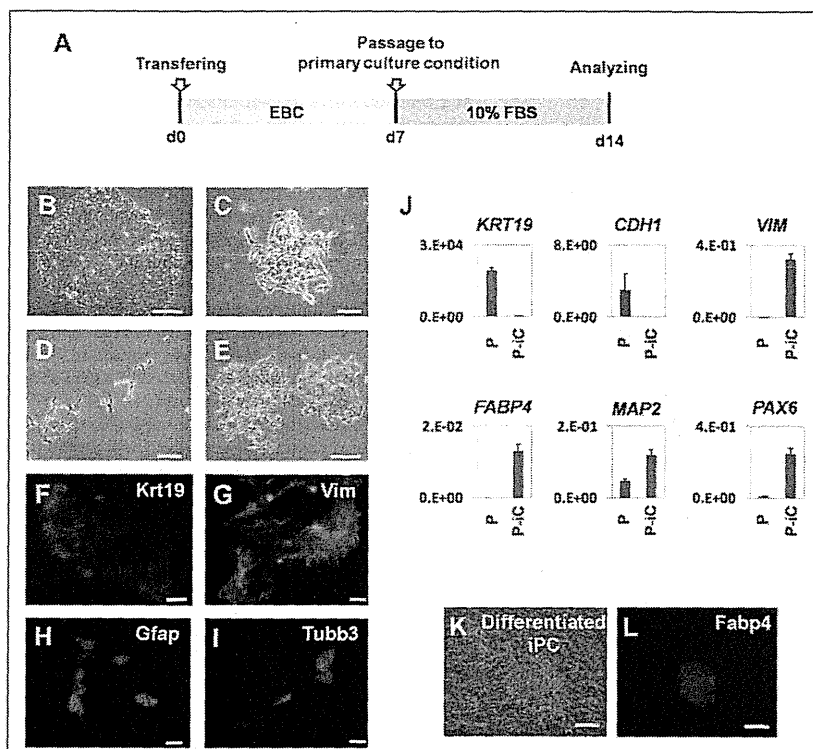 A
Transfering
Passage to
primary culture condition
Analyzing
EBC
10% FBS
d0
d7
d14
B
C
D
E
F
Krt19
G
Vim
H
Gfap
I
Tubb3
J
KRT19
CDH1
VIM
3.E+04
0.E+00
8.E+00
0.E+00
4.E-01
0.E+00
P
P-iC
P
P-iC
P
P-iC
FABP4
MAP2
PAX6
2.E-02
0.E+00
2.E-01
0.E+00
4.E-01
0.E+00
P
P-iC
P
P-iC
P
P-iC
K
Differentiated
iPC
L
Fabp4